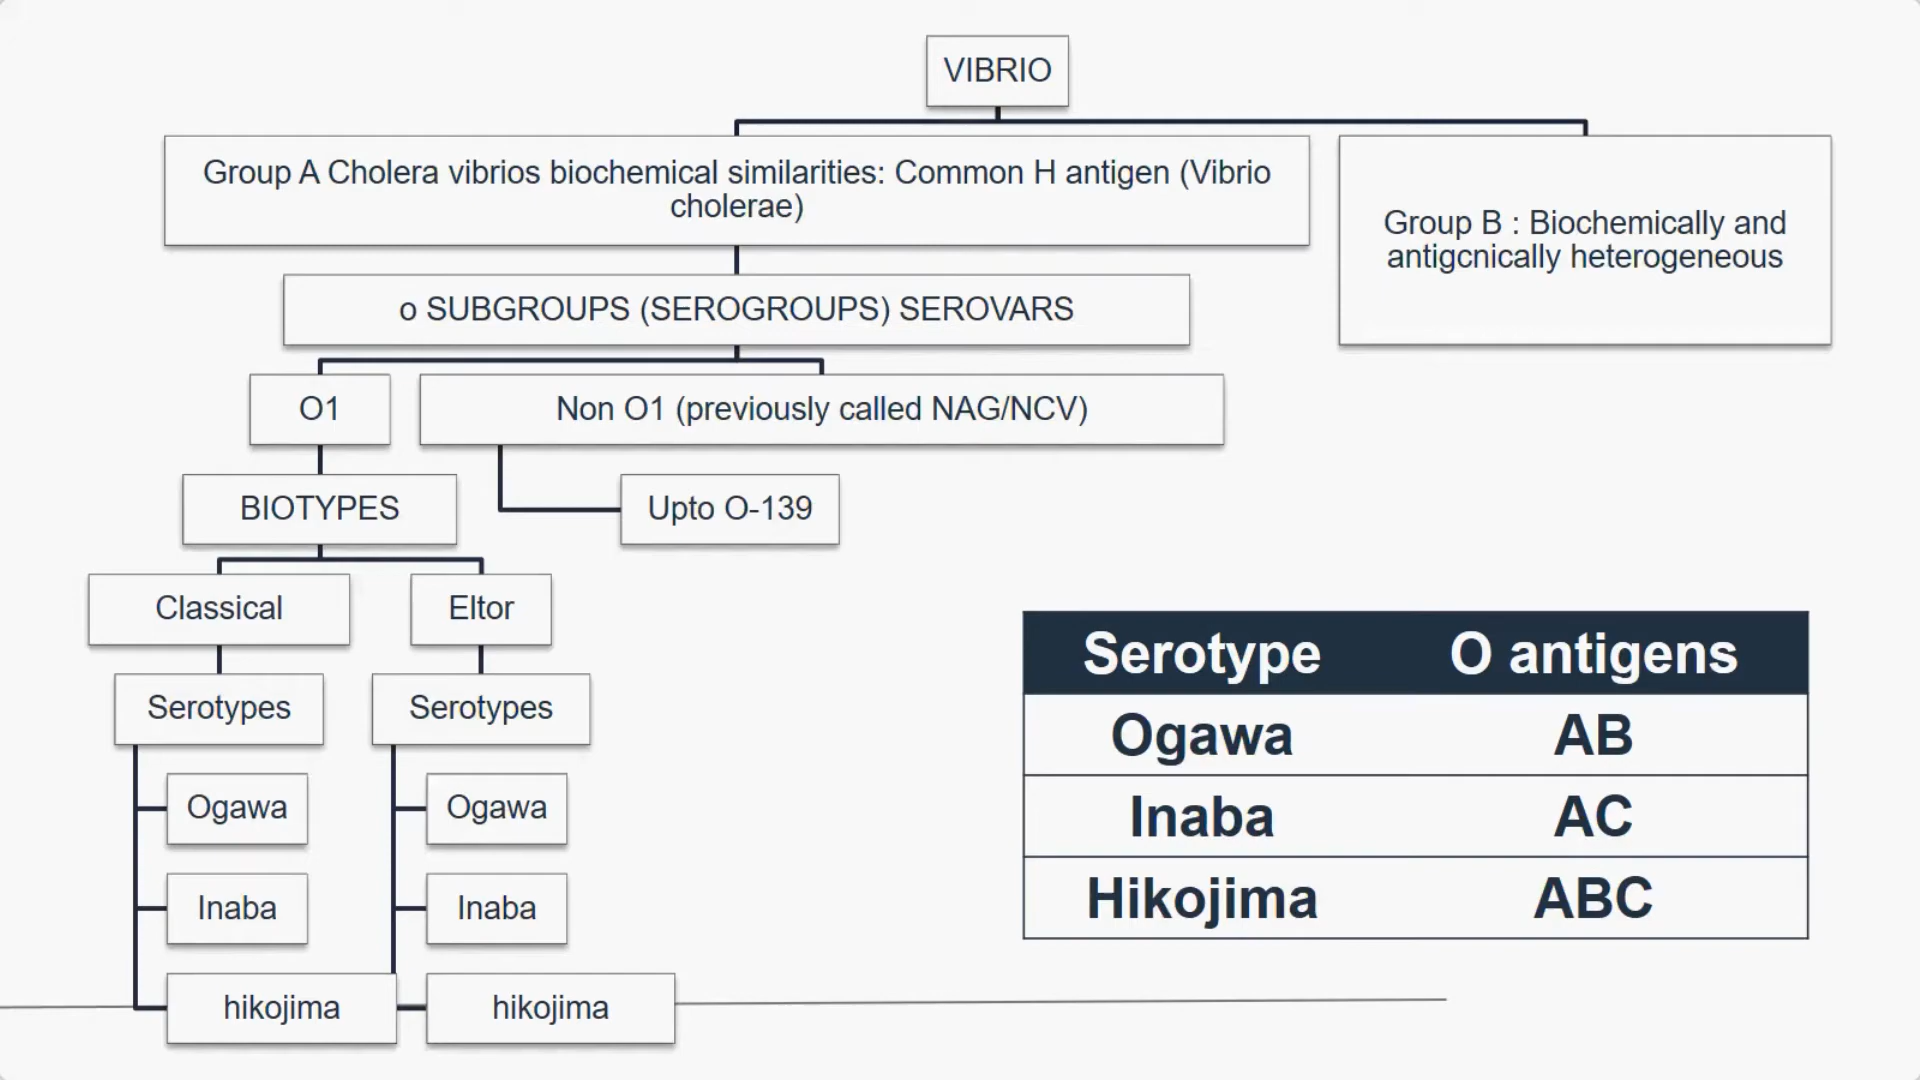 VIBRIO
Group A Cholera vibrios biochemical similarities: Common H antigen (Vibrio
cholerae)
Group B : Biochemically and
antigcnically heterogeneous
o SUBGROUPS (SEROGROUPS) SEROVARS
O1
Non O1 (previously called NAG/NCV)
BIOTYPES
Upto O-139
Classical
Eltor
Serotypes
Serotypes
Ogawa
Ogawa
Inaba
Inaba
hikojima
hikojima
Serotype O antigens
Ogawa AB
Inaba AC
Hikojima ABC